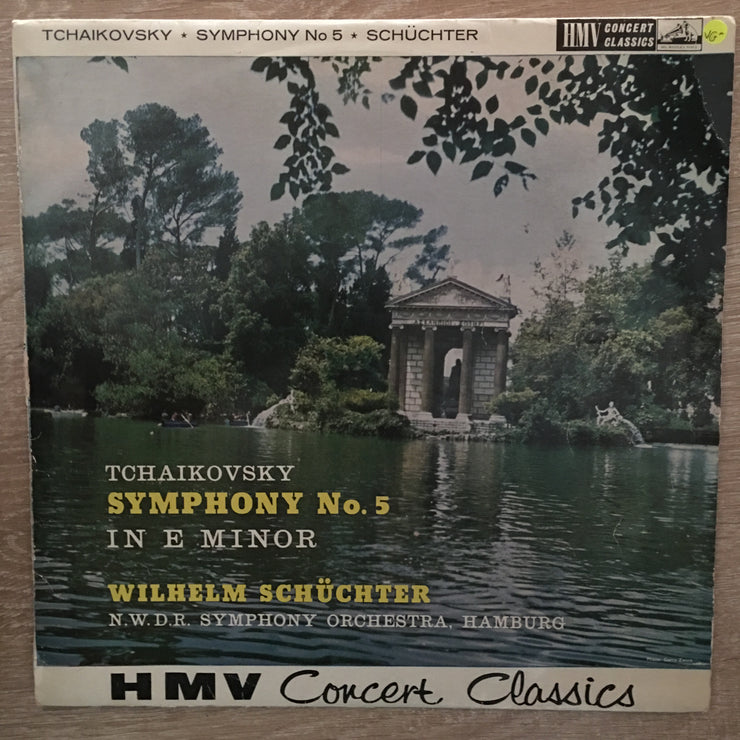 TCHAIKOVSKY ★ SYMPHONY No 5 ★ SCHÜCHTER
HMV CONCERT CLASSICS
VG-
TCHAIKOVSKY
SYMPHONY No. 5
IN E MINOR
WILHELM SCHÜCHTER
N.W.D.R. SYMPHONY ORCHESTRA, HAMBURG
HMV Concert Classics